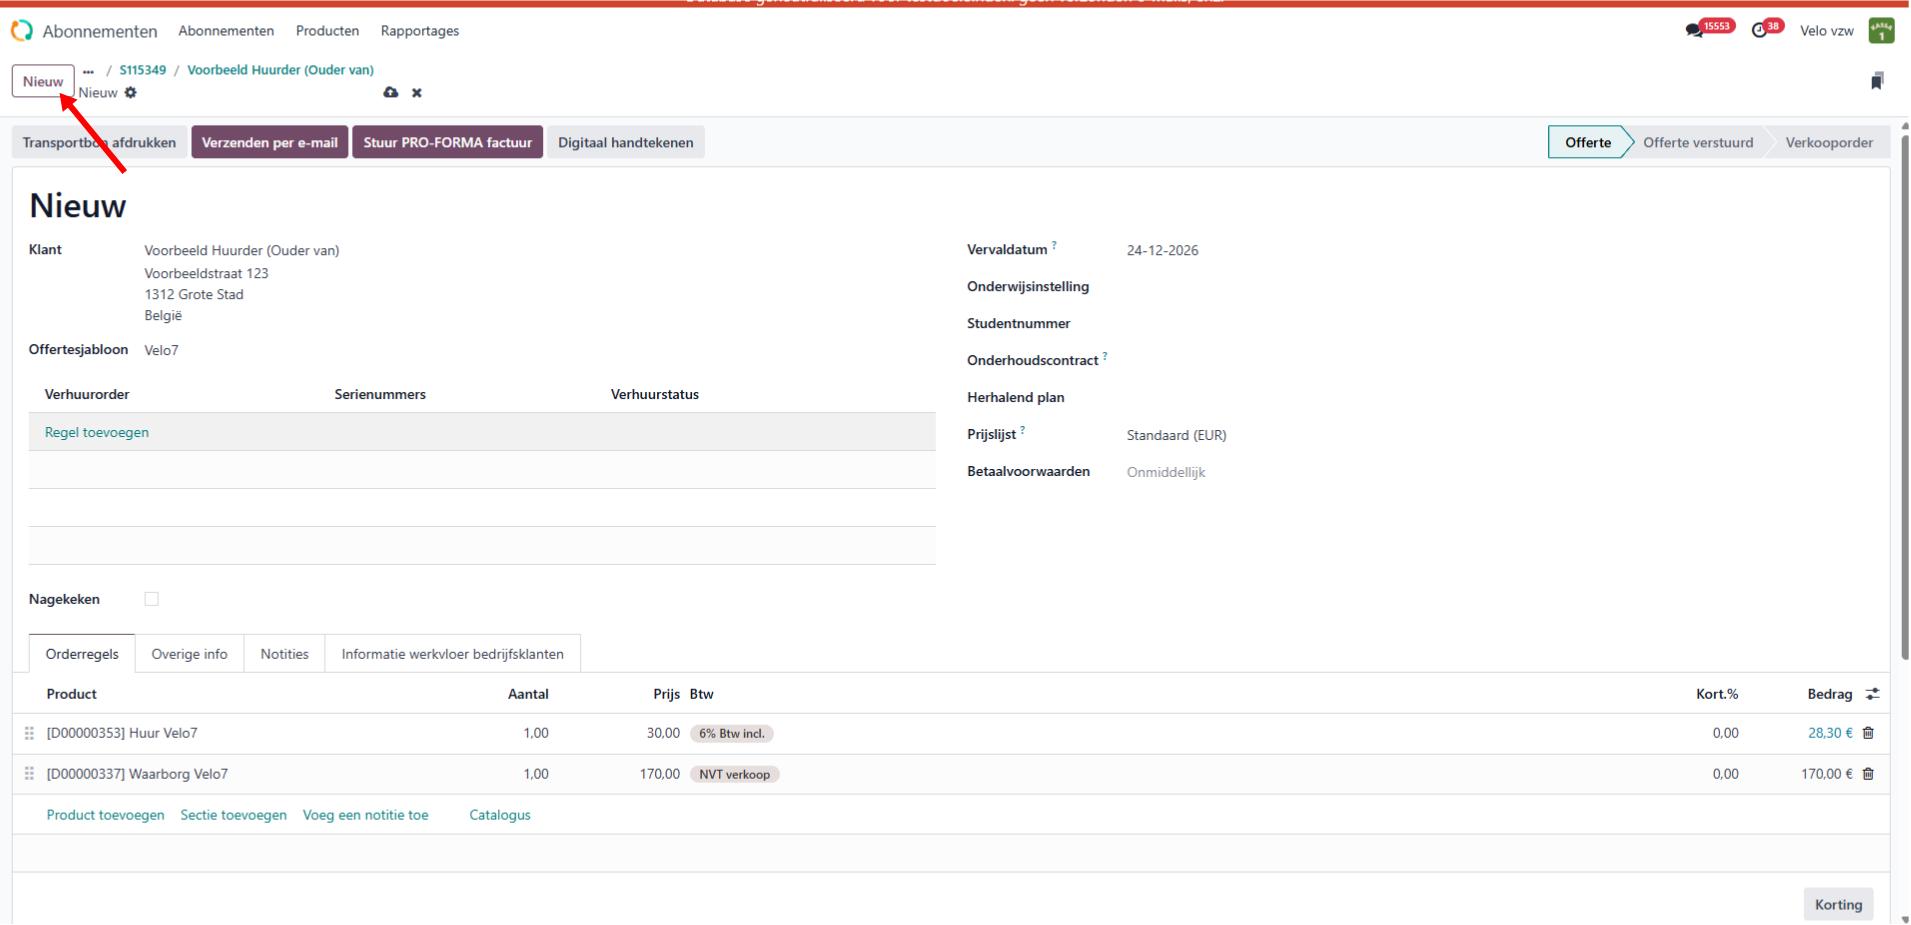 Abonnementen Abonnementen Producten Rapportages 15553 38 Velo vzw KASSA 1
Nieuw ... / S115349 / Voorbeeld Huurder (Ouder van)
Nieuw
Transportbon afdrukken Verzenden per e-mail Stuur PRO-FORMA factuur Digitaal handtekenen Offerte Offerte verstuurd Verkooporder
Nieuw
Klant Voorbeeld Huurder (Ouder van) Vervaldatum ? 24-12-2026
Voorbeeldstraat 123
1312 Grote Stad Onderwijsinstelling
België
Studentnummer
Offertesjabloon Velo7
Onderhoudscontract ?
Verhuurorder Serienummers Verhuurstatus Herhalend plan
Regel toevoegen Prijslijst ? Standaard (EUR)
Betaalvoorwaarden Onmiddellijk
Nagekeken
Orderregels Overige info Notities Informatie werkvloer bedrijfsklanten
Product Aantal Prijs Btw Kort.% Bedrag
[D00000353] Huur Velo7 1,00 30,00 6% Btw incl. 0,00 28,30 €
[D00000337] Waarborg Velo7 1,00 170,00 NVT verkoop 0,00 170,00 €
Product toevoegen Sectie toevoegen Voeg een notitie toe Catalogus
Korting